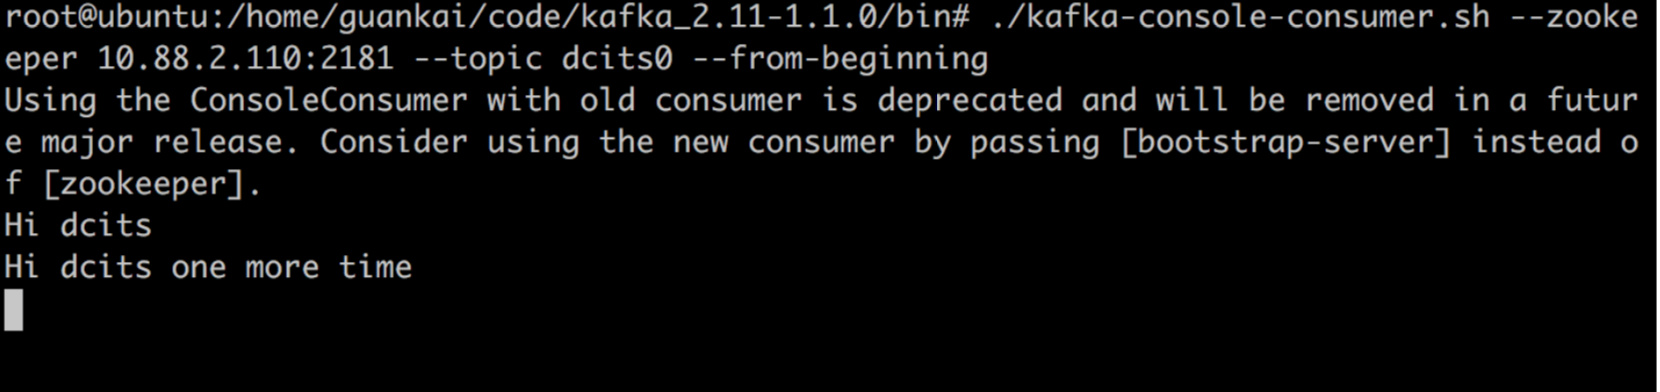 root@ubuntu:/home/guankai/code/kafka_2.11-1.1.0/bin# ./kafka-console-consumer.sh --zooke
eper 10.88.2.110:2181 --topic dcits0 --from-beginning
Using the ConsoleConsumer with old consumer is deprecated and will be removed in a futur
e major release. Consider using the new consumer by passing [bootstrap-server] instead o
f [zookeeper].
Hi dcits
Hi dcits one more time